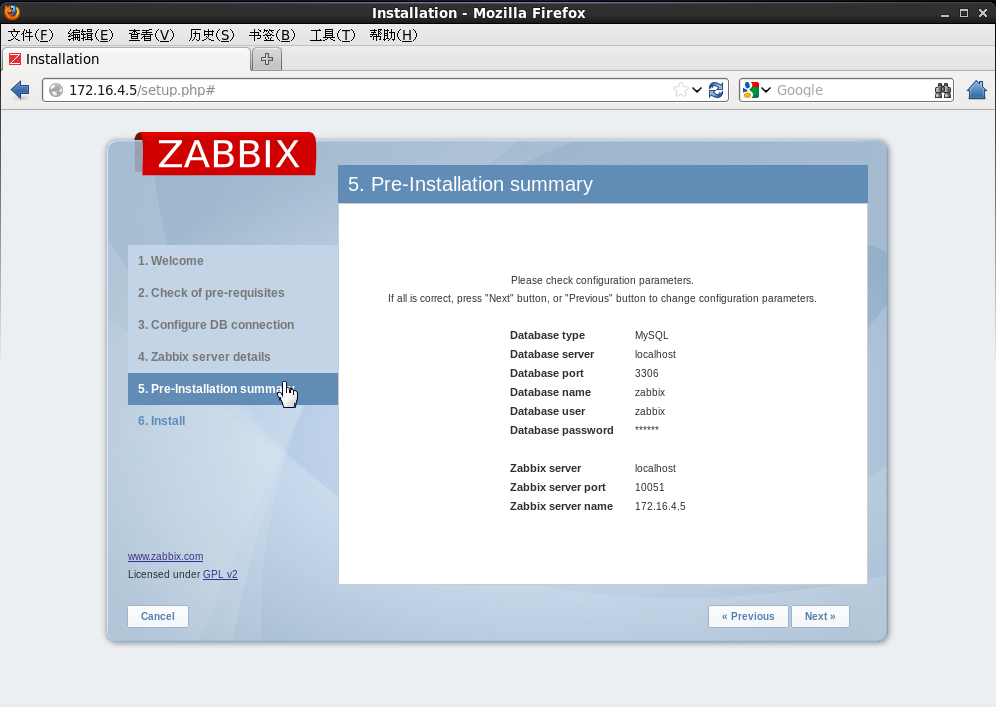 Installation - Mozilla Firefox
文件(F) 编辑(E) 查看(V) 历史(S) 书签(B) 工具(T) 帮助(H)
Installation
172.16.4.5/setup.php#
Google
ZABBIX
5. Pre-Installation summary
1. Welcome
2. Check of pre-requisites
3. Configure DB connection
4. Zabbix server details
5. Pre-Installation summary
6. Install
Please check configuration parameters.
If all is correct, press "Next" button, or "Previous" button to change configuration parameters.
Database type MySQL
Database server localhost
Database port 3306
Database name zabbix
Database user zabbix
Database password ******
Zabbix server localhost
Zabbix server port 10051
Zabbix server name 172.16.4.5
www.zabbix.com
Licensed under GPL v2
Cancel
« Previous
Next »